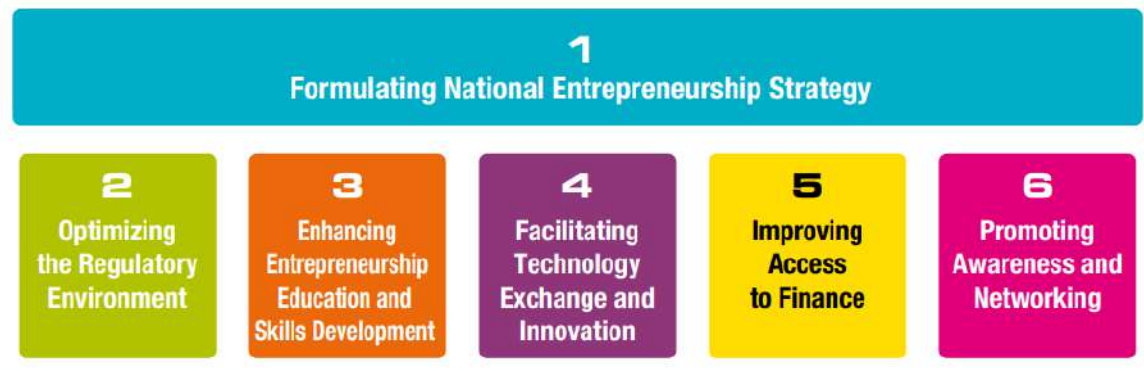 1
Formulating National Entrepreneurship Strategy
2
Optimizing
the Regulatory
Environment
3
Enhancing
Entrepreneurship
Education and
Skills Development
4
Facilitating
Technology
Exchange and
Innovation
5
Improving
Access
to Finance
6
Promoting
Awareness and
Networking